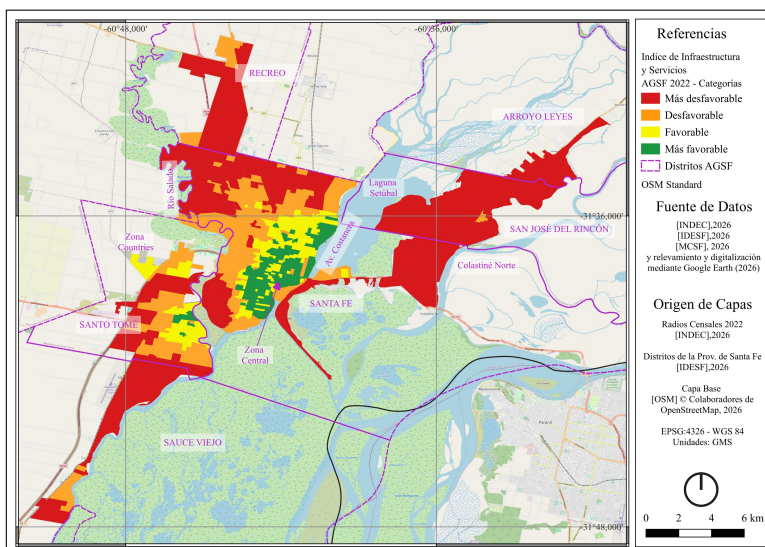 -60°48,000'
-60°36,000'
RECREO
ARROYO LEYES
Laguna
Setúbal
Río Salado
-31°36,000'
Av. Costanera
SAN JOSÉ DEL RINCÓN
Zona
Countries
Colastiné Norte
SANTA FE
SANTO TOMÉ
Zona
Central
SAUCE VIEJO
Paraná
-31°48,000'
Referencias
Indice de Infraestructura
y Servicios
AGSF 2022 - Categorías
Más desfavorable
Desfavorable
Favorable
Más favorable
Distritos AGSF
OSM Standard
Fuente de Datos
[INDEC],2026
[IDESF],2026
[MCSF], 2026
y relevamiento y digitalización
mediante Google Earth (2026)
Origen de Capas
Radios Censales 2022
[INDEC],2026
Distritos de la Prov. de Santa Fe
[IDESF],2026
Capa Base
[OSM] © Colaboradores de
OpenStreetMap, 2026
EPSG:4326 - WGS 84
Unidades: GMS
0 2 4 6 km